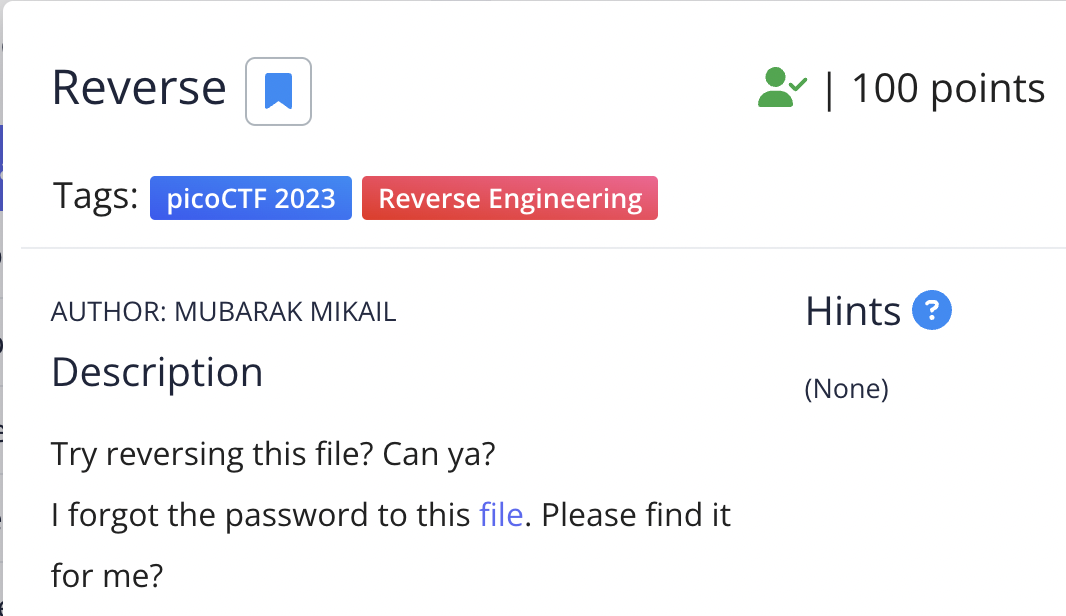 Reverse
| 100 points
Tags: picoCTF 2023 Reverse Engineering
AUTHOR: MUBARAK MIKAIL
Hints ?
Description
(None)
Try reversing this file? Can ya?
I forgot the password to this file. Please find it
for me?